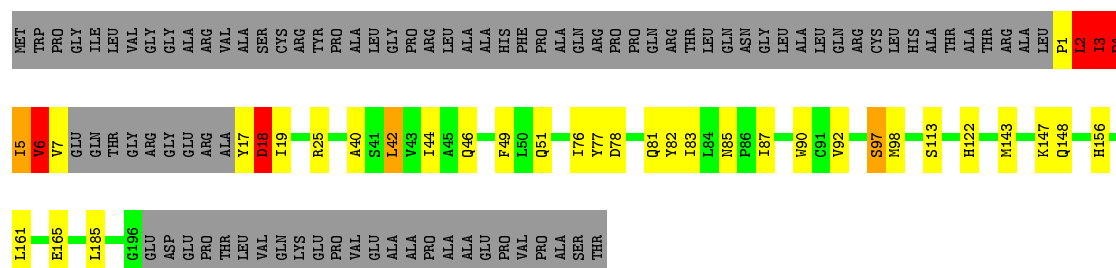 MET TRP PRO GLY ILE LEU VAL GLY GLY ALA ARG VAL ALA SER CYS ARG TYR PRO ALA LEU GLY PRO ARG LEU ALA ALA HIS PHE PRO ALA GLN ARG PRO PRO GLN ARG THR LEU GLN ASN GLY LEU ALA LEU GLN ARG CYS LEU HIS ALA THR ALA THR ARG ALA LEU P1 L2 I3
I5 V6 V7 GLU GLN THR GLY ARG GLY GLU ARG ALA Y17 D18 I19 R25 A40 S41 L42 V43 I44 A45 Q46 F49 L50 Q51 I76 Y77 D78 Q81 Y82 I83 L84 N85 P86 I87 W90 C91 V92 S97 M98 S113 H122 M143 K147 Q148 H156
L161 E165 L185 G196 GLU ASP GLU PRO THR LEU VAL GLN LYS GLU PRO VAL GLU ALA ALA PRO ALA ALA GLU PRO VAL PRO ALA SER THR